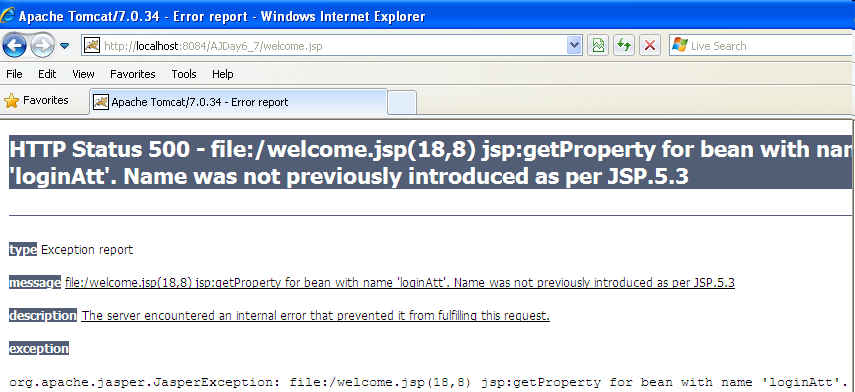 Apache Tomcat/7.0.34 - Error report - Windows Internet Explorer
http://localhost:8084/AJDay6_7/welcome.jsp
Live Search
File Edit View Favorites Tools Help
Favorites
Apache Tomcat/7.0.34 - Error report
HTTP Status 500 - file:/welcome.jsp(18,8) jsp:getProperty for bean with nam
'loginAtt'. Name was not previously introduced as per JSP.5.3
type Exception report
message file:/welcome.jsp(18,8) jsp:getProperty for bean with name 'loginAtt'. Name was not previously introduced as per JSP.5.3
description The server encountered an internal error that prevented it from fulfilling this request.
exception
org.apache.jasper.JasperException: file:/welcome.jsp(18,8) jsp:getProperty for bean with name 'loginAtt'.